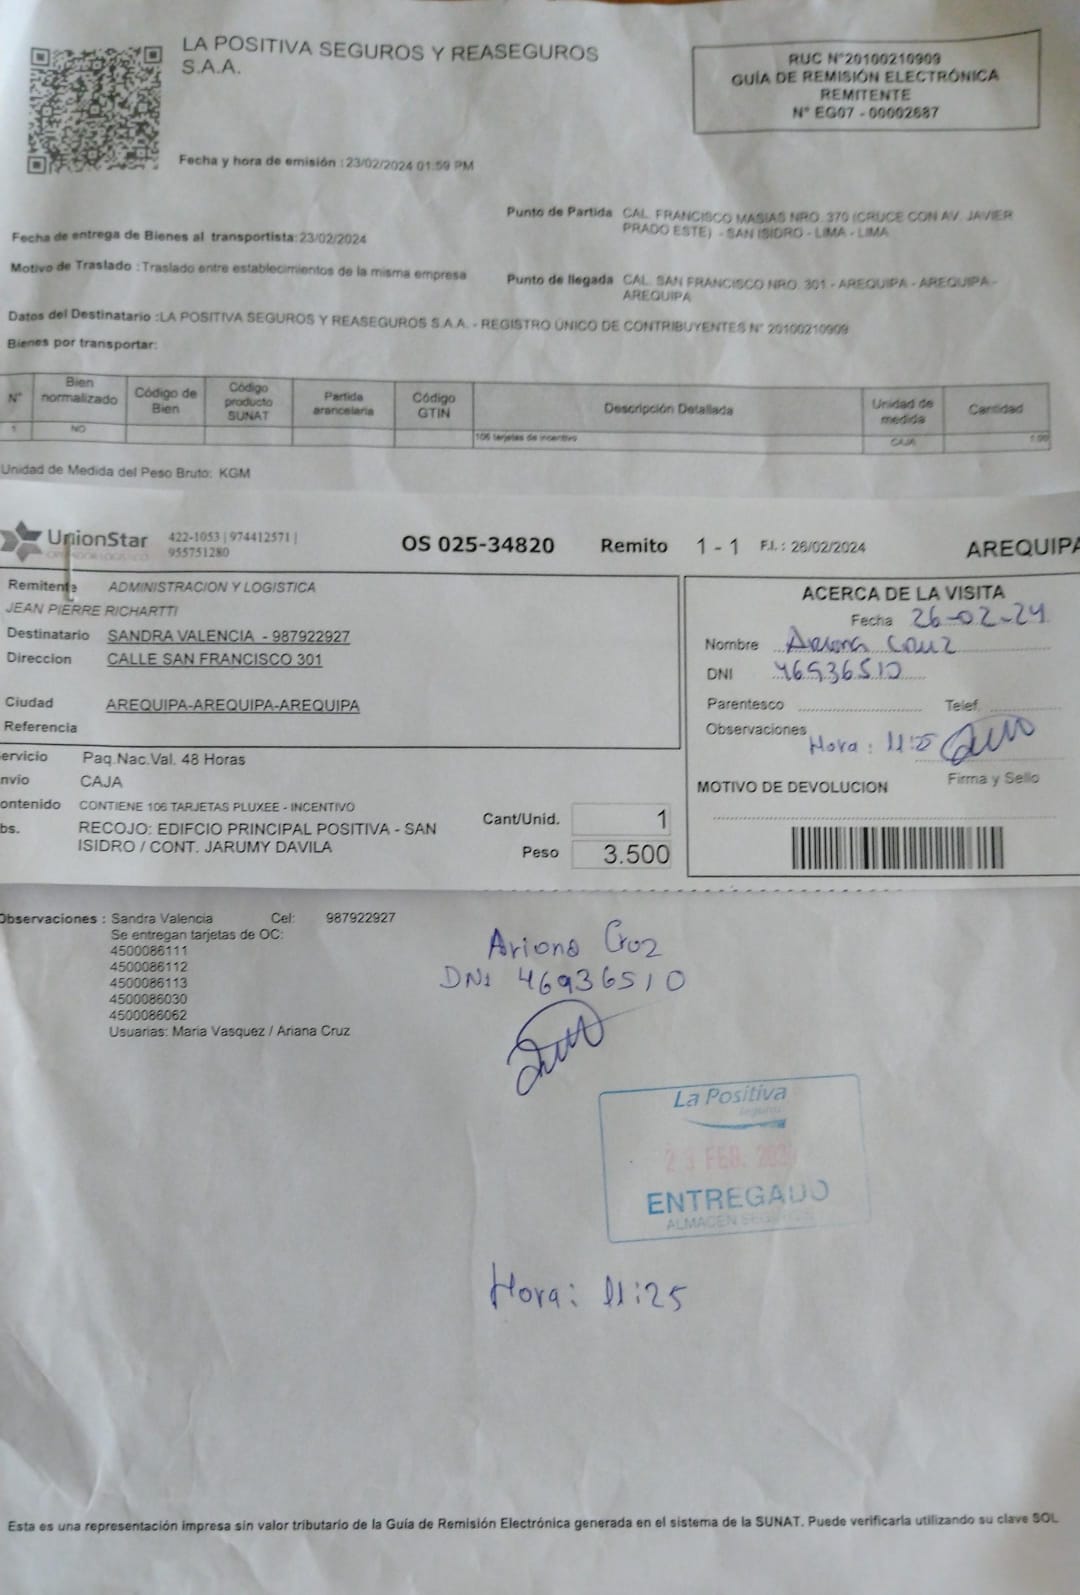 LA POSITIVA SEGUROS Y REASEGUROS
S.A.A.
RUC N°20100210909
GUÍA DE REMISIÓN ELECTRÓNICA
REMITENTE
N° EG07 - 00002687
Fecha y hora de emisión : 23/02/2024 01:59 PM
Fecha de entrega de Bienes al transportista: 23/02/2024
Punto de Partida CAL. FRANCISCO MASIAS NRO. 370 (CRUCE CON AV. JAVIER
PRADO ESTE) - SAN ISIDRO - LIMA - LIMA
Motivo de Traslado : Traslado entre establecimientos de la misma empresa
Punto de llegada CAL. SAN FRANCISCO NRO. 301 - AREQUIPA - AREQUIPA -
AREQUIPA
Datos del Destinatario :LA POSITIVA SEGUROS Y REASEGUROS S.A.A. - REGISTRO ÚNICO DE CONTRIBUYENTES N° 20100210909
Bienes por transportar:
N° Bien normalizado Código de Bien Código producto SUNAT Partida arancelaria Código GTIN Descripción Detallada Unidad de medida Cantidad
1 NO 106 tarjetas de incentivo CAJA 1.00
Unidad de Medida del Peso Bruto: KGM
UnionStar
422-1053 | 974412571 |
955751280
OS 025-34820 Remito 1 - 1 F.I. : 26/02/2024 AREQUIPA
Remitente ADMINISTRACION Y LOGISTICA
JEAN PIERRE RICHARTTI
Destinatario SANDRA VALENCIA - 987922927
Direccion CALLE SAN FRANCISCO 301
Ciudad AREQUIPA-AREQUIPA-AREQUIPA
Referencia
ervicio Paq.Nac.Val. 48 Horas
nvio CAJA
ontenido CONTIENE 106 TARJETAS PLUXEE - INCENTIVO
bs. RECOJO: EDIFCIO PRINCIPAL POSITIVA - SAN
ISIDRO / CONT. JARUMY DAVILA
Cant/Unid. 1
Peso 3.500
ACERCA DE LA VISITA
Fecha 26-02-24
Nombre Ariana Cruz
DNI 46936510
Parentesco Telef.
Observaciones Hora : 11:25
Firma y Sello
MOTIVO DE DEVOLUCION
Observaciones : Sandra Valencia Cel: 987922927
Se entregan tarjetas de OC:
4500086111
4500086112
4500086113
4500086030
4500086062
Usuarias: Maria Vasquez / Ariana Cruz
Ariana Cruz
DNI 46936510
La Positiva
Seguros
ENTREGADO
Hora: 11:25
Esta es una representación impresa sin valor tributario de la Guía de Remisión Electrónica generada en el sistema de la SUNAT. Puede verificarla utilizando su clave SOL